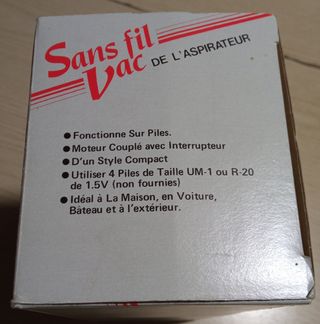 Sans fil
Vac DE L'ASPIRATEUR
● Fonctionne Sur Piles.
● Moteur Couplé avec Interrupteur
● D'un Style Compact
● Utiliser 4 Piles de Taille UM-1 ou R-20
de 1.5V (non fournies)
● Idéal à La Maison, en Voiture,
Bâteau et à l'extérieur.